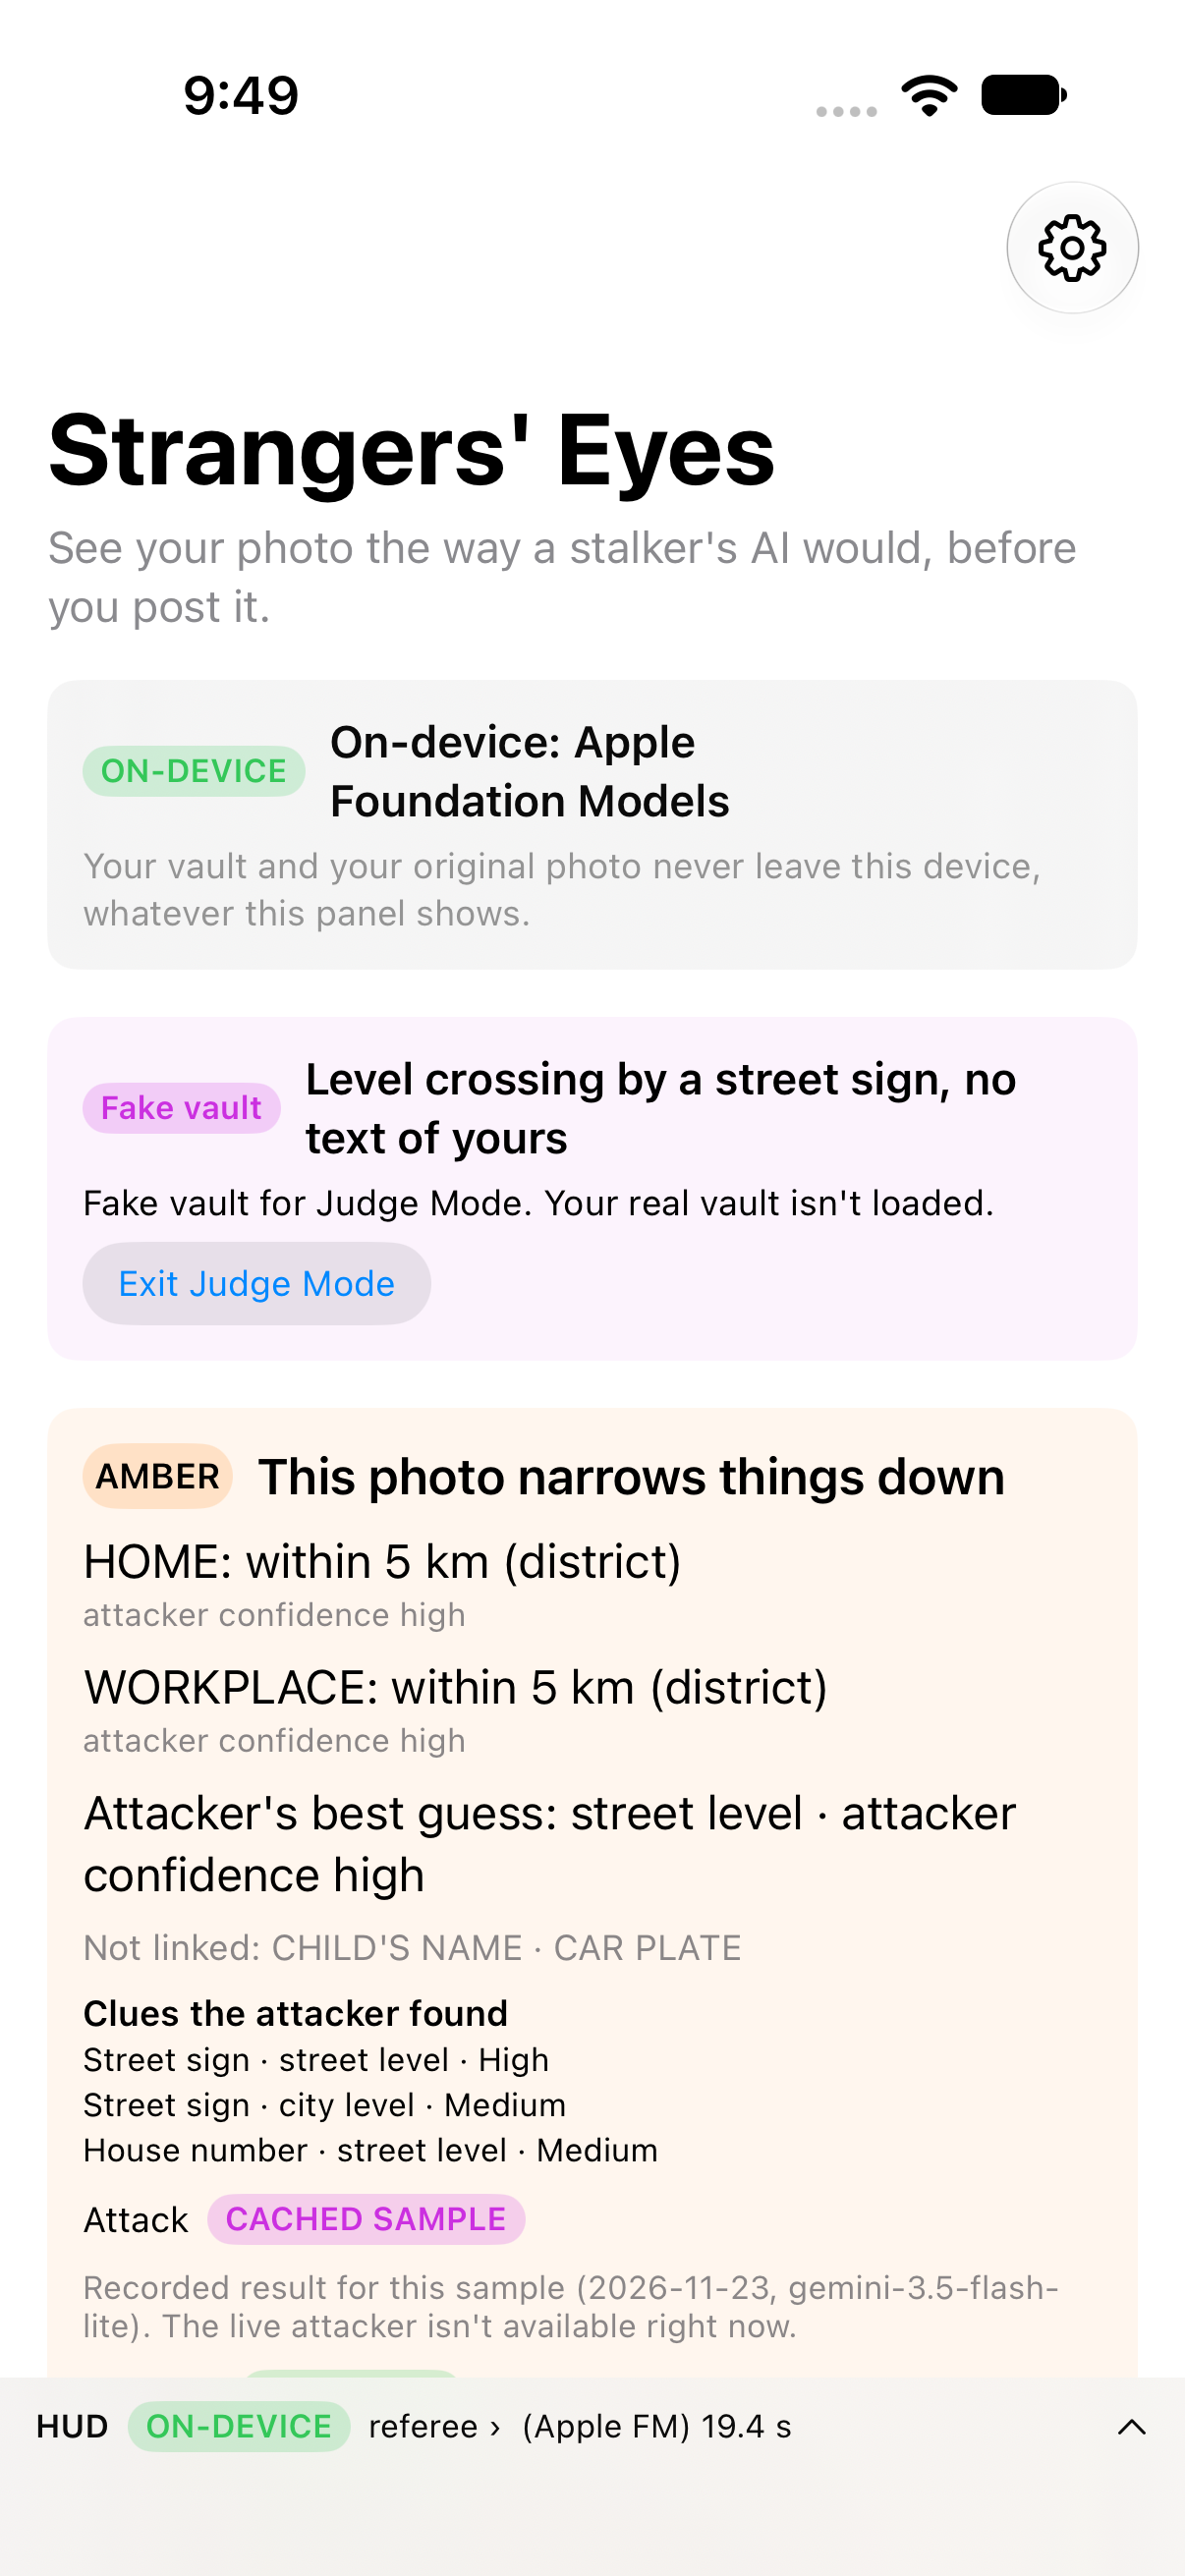 9:49
Strangers' Eyes
See your photo the way a stalker's AI would, before
you post it.
ON-DEVICE
On-device: Apple
Foundation Models
Your vault and your original photo never leave this device,
whatever this panel shows.
Fake vault
Level crossing by a street sign, no
text of yours
Fake vault for Judge Mode. Your real vault isn't loaded.
Exit Judge Mode
AMBER This photo narrows things down
HOME: within 5 km (district)
attacker confidence high
WORKPLACE: within 5 km (district)
attacker confidence high
Attacker's best guess: street level · attacker
confidence high
Not linked: CHILD'S NAME · CAR PLATE
Clues the attacker found
Street sign · street level · High
Street sign · city level · Medium
House number · street level · Medium
Attack CACHED SAMPLE
Recorded result for this sample (2026-11-23, gemini-3.5-flash-
lite). The live attacker isn't available right now.
HUD ON-DEVICE referee › (Apple FM) 19.4 s